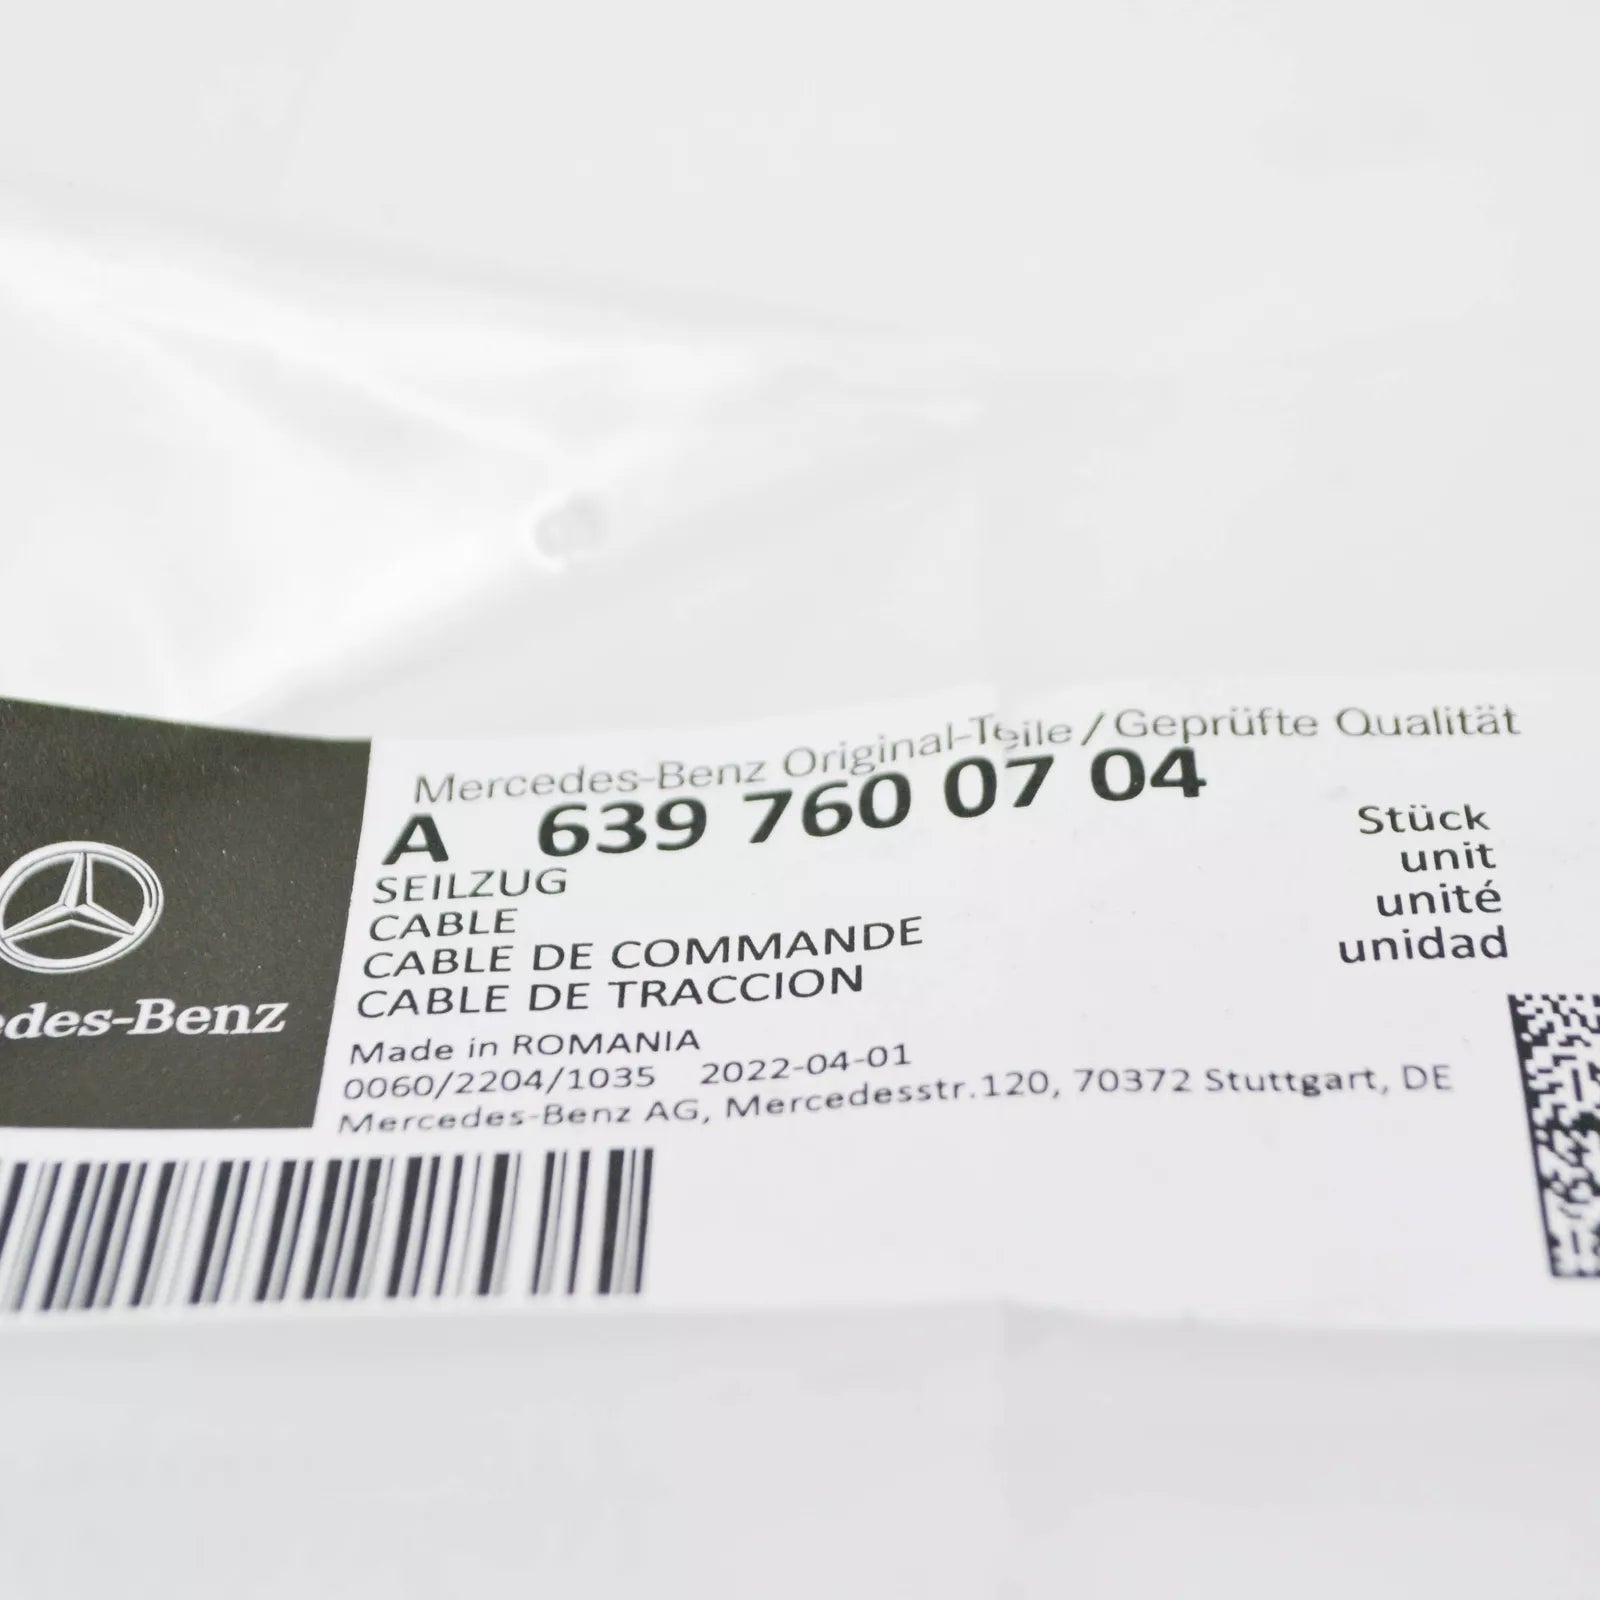 Mercedes-Benz Original-Teile / Geprüfte Qualität
A 639 760 07 04
SEILZUG
CABLE
CABLE DE COMMANDE
CABLE DE TRACCION
Stück
unit
unité
unidad
Made in ROMANIA
0060/2204/1035 2022-04-01
Mercedes-Benz AG, Mercedesstr.120, 70372 Stuttgart, DE
edes-Benz